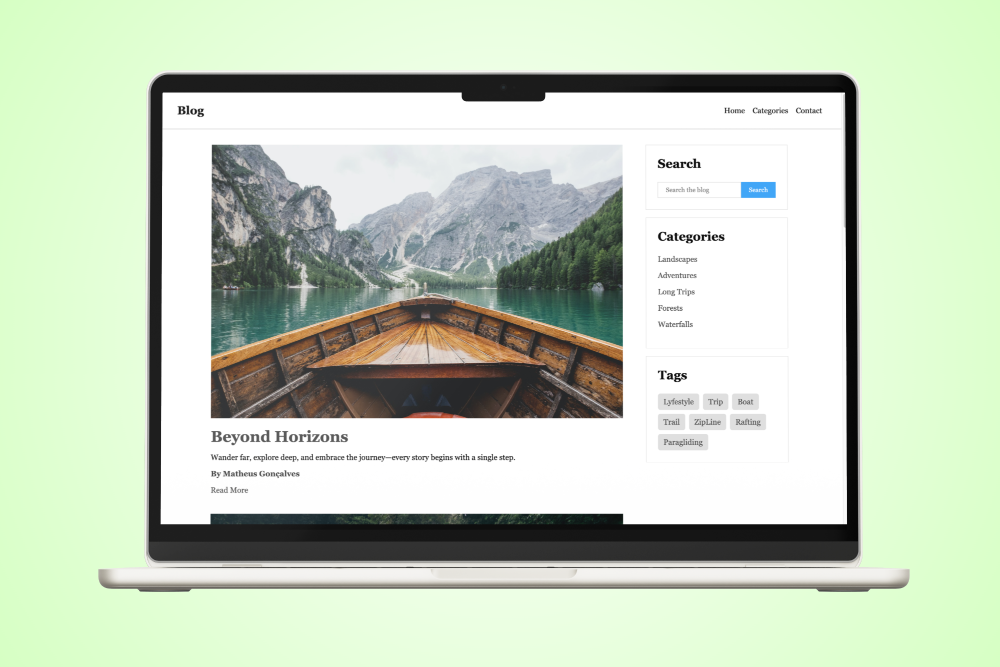 Blog
Home Categories Contact
Beyond Horizons
Wander far, explore deep, and embrace the journey—every story begins with a single step.
By Matheus Gonçalves
Read More
Search
Search the blog Search
Categories
Landscapes
Adventures
Long Trips
Forests
Waterfalls
Tags
Lyfestyle Trip Boat
Trail ZipLine Rafting
Paragliding